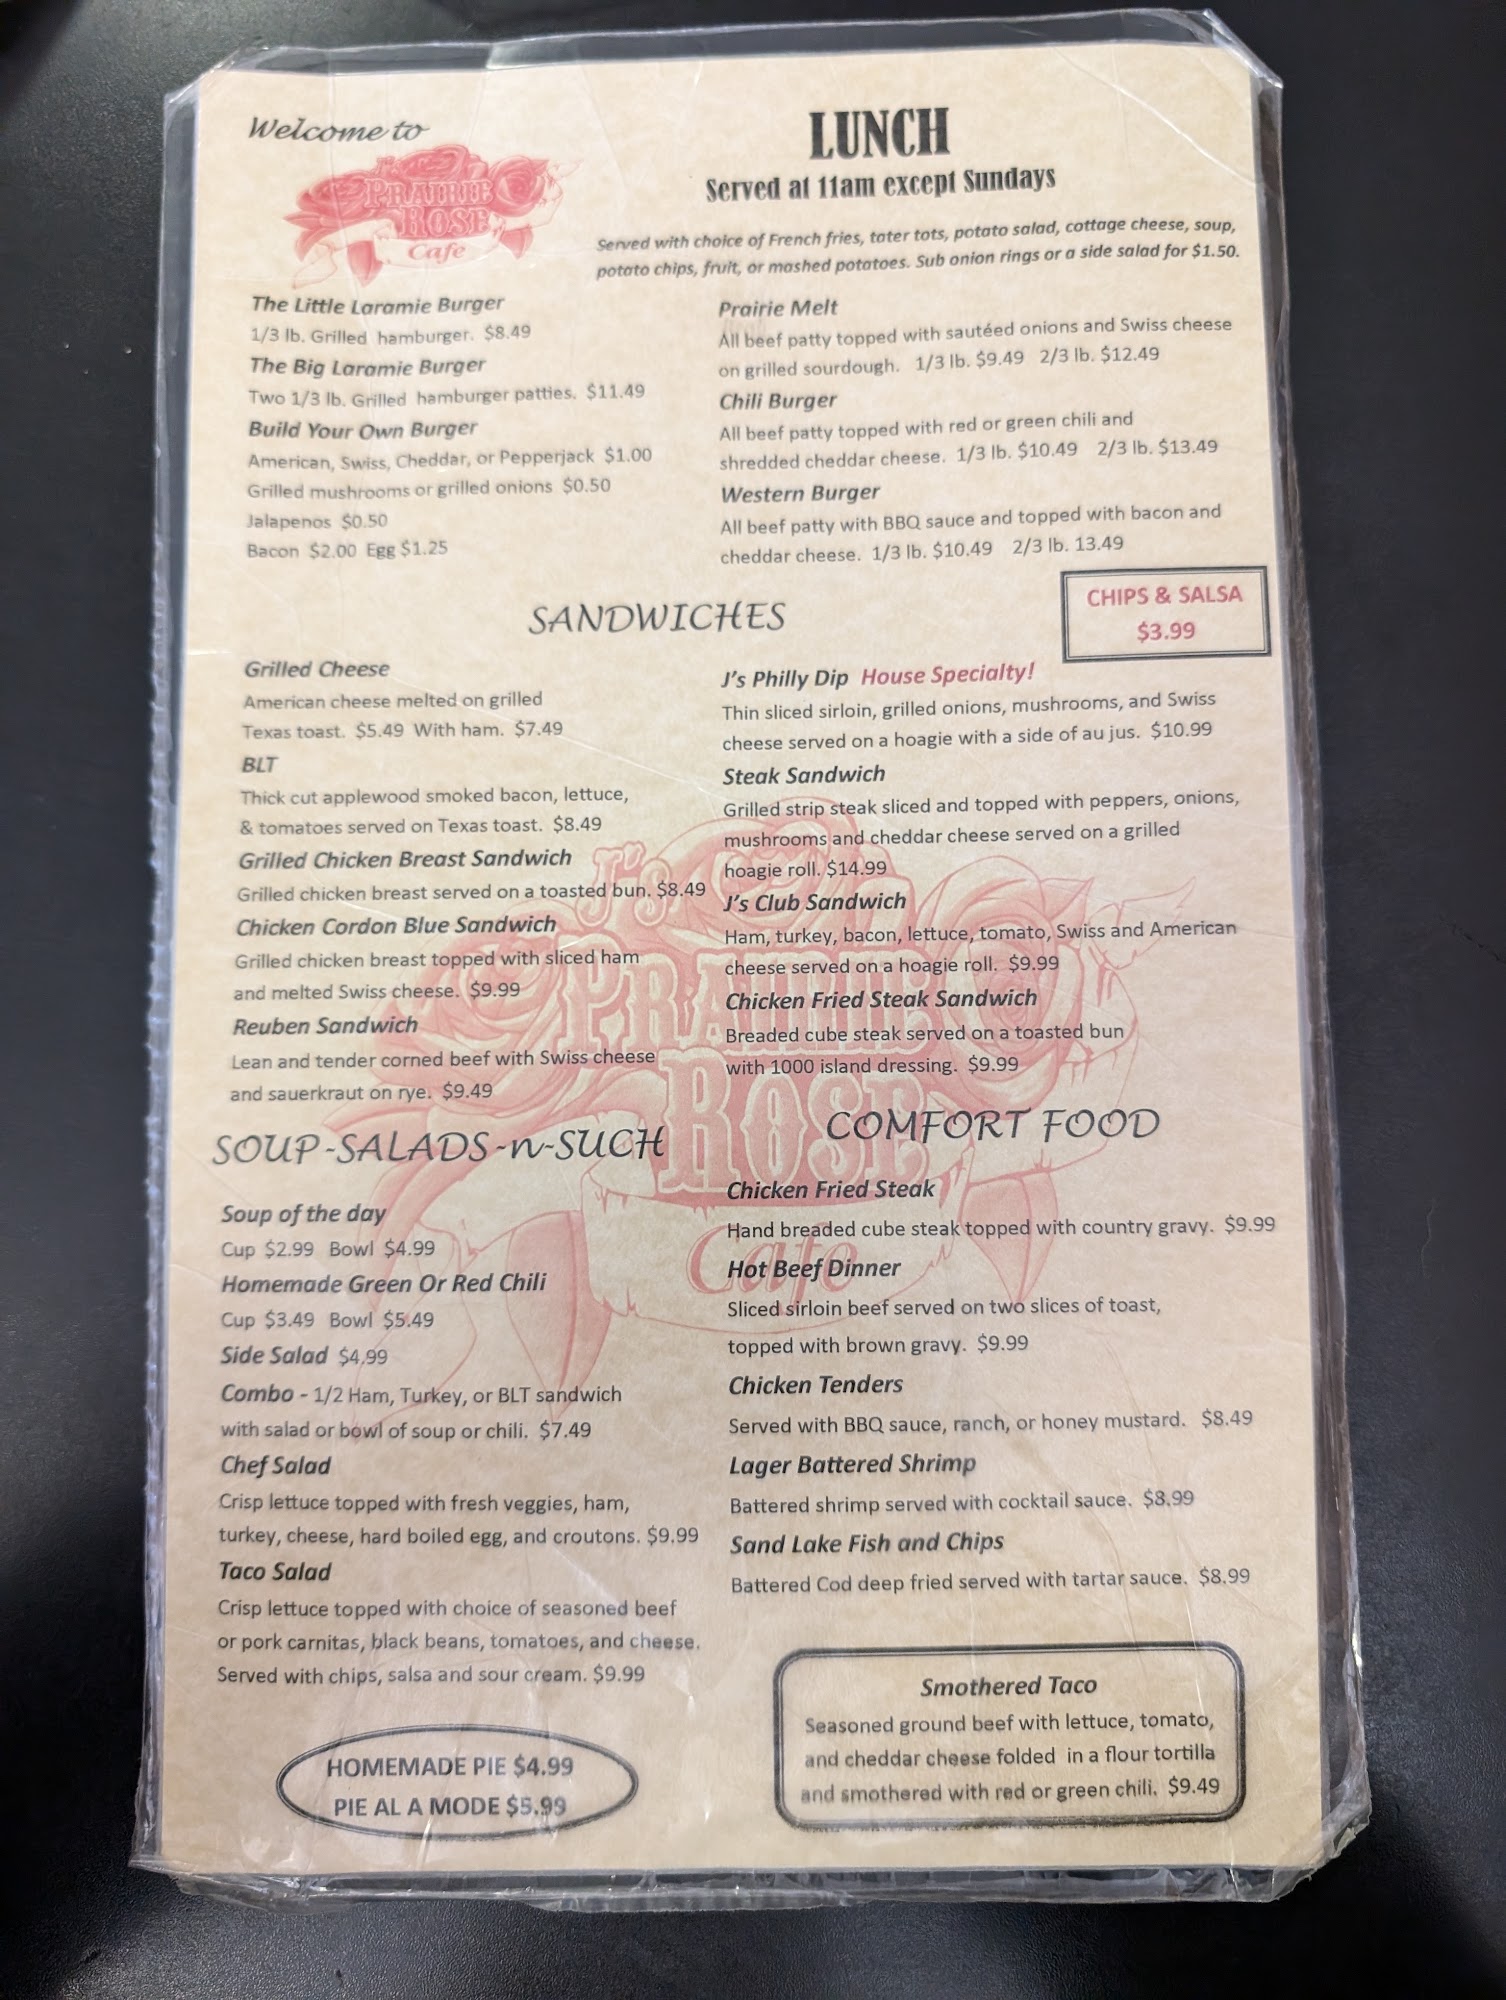 Welcome to
J's
PRAIRIE
ROSE
Cafe
LUNCH
Served at 11am except Sundays
Served with choice of French fries, tater tots, potato salad, cottage cheese, soup,
potato chips, fruit, or mashed potatoes. Sub onion rings or a side salad for $1.50.
The Little Laramie Burger
1/3 lb. Grilled hamburger. $8.49
The Big Laramie Burger
Two 1/3 lb. Grilled hamburger patties. $11.49
Build Your Own Burger
American, Swiss, Cheddar, or Pepperjack $1.00
Grilled mushrooms or grilled onions $0.50
Jalapenos $0.50
Bacon $2.00 Egg $1.25
Prairie Melt
All beef patty topped with sautéed onions and Swiss cheese
on grilled sourdough. 1/3 lb. $9.49 2/3 lb. $12.49
Chili Burger
All beef patty topped with red or green chili and
shredded cheddar cheese. 1/3 lb. $10.49 2/3 lb. $13.49
Western Burger
All beef patty with BBQ sauce and topped with bacon and
cheddar cheese. 1/3 lb. $10.49 2/3 lb. 13.49
CHIPS & SALSA
$3.99
SANDWICHES
Grilled Cheese
American cheese melted on grilled
Texas toast. $5.49 With ham. $7.49
BLT
Thick cut applewood smoked bacon, lettuce,
& tomatoes served on Texas toast. $8.49
Grilled Chicken Breast Sandwich
Grilled chicken breast served on a toasted bun. $8.49
Chicken Cordon Blue Sandwich
Grilled chicken breast topped with sliced ham
and melted Swiss cheese. $9.99
Reuben Sandwich
Lean and tender corned beef with Swiss cheese
and sauerkraut on rye. $9.49
J's Philly Dip House Specialty!
Thin sliced sirloin, grilled onions, mushrooms, and Swiss
cheese served on a hoagie with a side of au jus. $10.99
Steak Sandwich
Grilled strip steak sliced and topped with peppers, onions,
mushrooms and cheddar cheese served on a grilled
hoagie roll. $14.99
J's Club Sandwich
Ham, turkey, bacon, lettuce, tomato, Swiss and American
cheese served on a hoagie roll. $9.99
Chicken Fried Steak Sandwich
Breaded cube steak served on a toasted bun
with 1000 island dressing. $9.99
J's
PRAIRIE
ROSE
Cafe
SOUP-SALADS-n-SUCH
Soup of the day
Cup $2.99 Bowl $4.99
Homemade Green Or Red Chili
Cup $3.49 Bowl $5.49
Side Salad $4.99
Combo - 1/2 Ham, Turkey, or BLT sandwich
with salad or bowl of soup or chili. $7.49
Chef Salad
Crisp lettuce topped with fresh veggies, ham,
turkey, cheese, hard boiled egg, and croutons. $9.99
Taco Salad
Crisp lettuce topped with choice of seasoned beef
or pork carnitas, black beans, tomatoes, and cheese.
Served with chips, salsa and sour cream. $9.99
HOMEMADE PIE $4.99
PIE AL A MODE $5.99
COMFORT FOOD
Chicken Fried Steak
Hand breaded cube steak topped with country gravy. $9.99
Hot Beef Dinner
Sliced sirloin beef served on two slices of toast,
topped with brown gravy. $9.99
Chicken Tenders
Served with BBQ sauce, ranch, or honey mustard. $8.49
Lager Battered Shrimp
Battered shrimp served with cocktail sauce. $8.99
Sand Lake Fish and Chips
Battered Cod deep fried served with tartar sauce. $8.99
Smothered Taco
Seasoned ground beef with lettuce, tomato,
and cheddar cheese folded in a flour tortilla
and smothered with red or green chili. $9.49